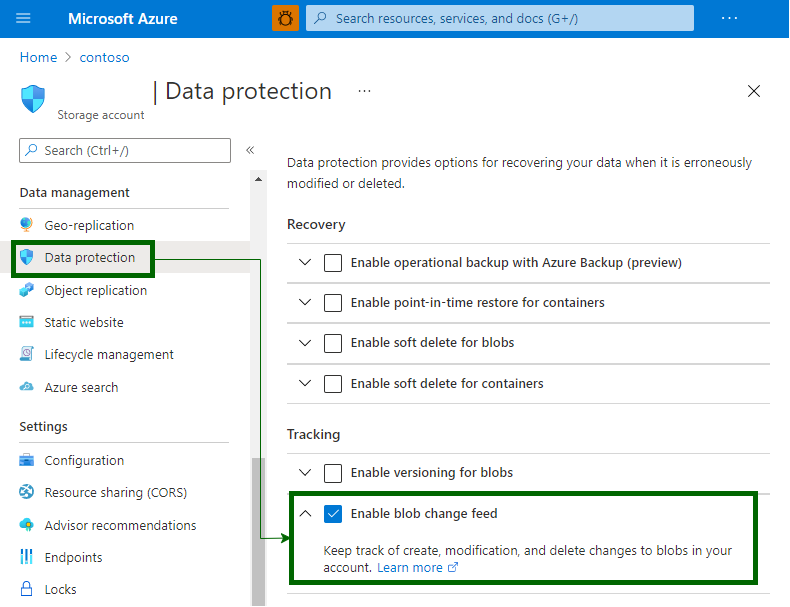 Microsoft Azure
Search resources, services, and docs (G+/)
...
Home > contoso
| Data protection ...
Storage account
Search (Ctrl+/)
«
Data management
Geo-replication
Data protection
Object replication
Static website
Lifecycle management
Azure search
Settings
Configuration
Resource sharing (CORS)
Advisor recommendations
Endpoints
Locks
Data protection provides options for recovering your data when it is erroneously
modified or deleted.
Recovery
Enable operational backup with Azure Backup (preview)
Enable point-in-time restore for containers
Enable soft delete for blobs
Enable soft delete for containers
Tracking
Enable versioning for blobs
Enable blob change feed
Keep track of create, modification, and delete changes to blobs in your
account. Learn more